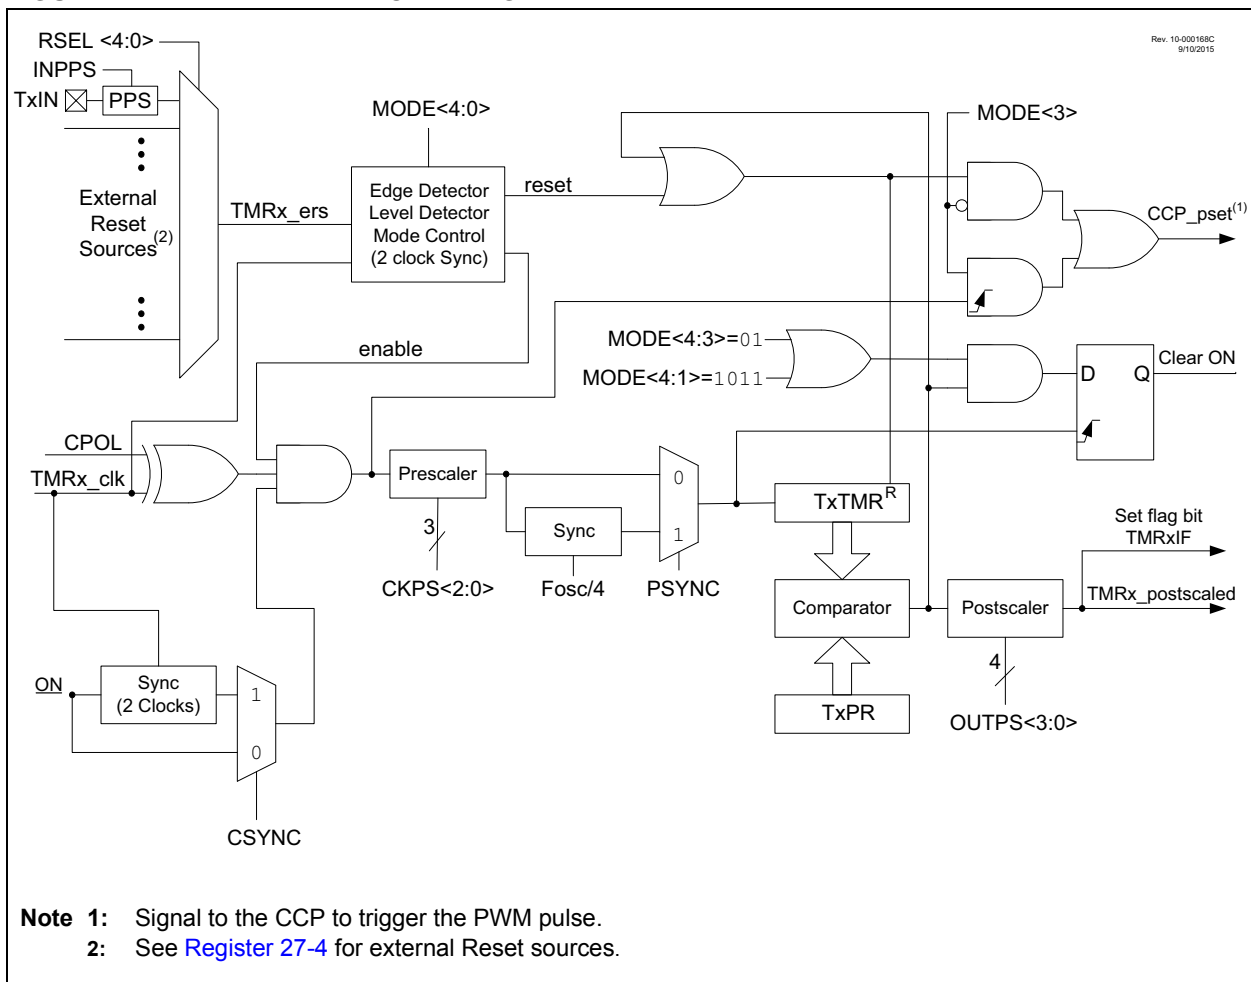 Rev. 10-000168C
9/10/2015
RSEL <4:0>
INPPS
TxIN
PPS
External
Reset
Sources(2)
TMRx_ers
MODE<4:0>
Edge Detector
Level Detector
Mode Control
(2 clock Sync)
reset
enable
MODE<3>
CCP_pset(1)
MODE<4:3>=01
MODE<4:1>=1011
D
Q
Clear ON
CPOL
TMRx_clk
Prescaler
3
CKPS<2:0>
Sync
Fosc/4
0
1
PSYNC
TxTMR
R
Comparator
TxPR
Postscaler
4
OUTPS<3:0>
Set flag bit
TMRxIF
TMRx_postscaled
ON
Sync
(2 Clocks)
1
0
CSYNC
Note 1: Signal to the CCP to trigger the PWM pulse.
2: See Register 27-4 for external Reset sources.